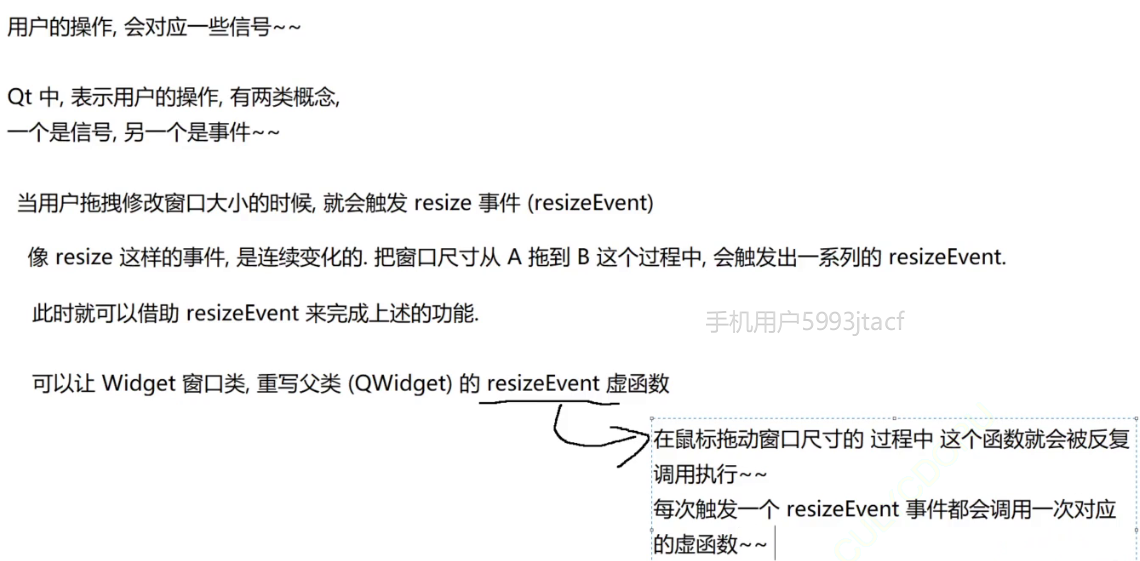 用户的操作, 会对应一些信号~~
Qt 中, 表示用户的操作, 有两类概念,
一个是信号, 另一个是事件~~
当用户拖拽修改窗口大小的时候, 就会触发 resize 事件 (resizeEvent)
像 resize 这样的事件, 是连续变化的. 把窗口尺寸从 A 拖到 B 这个过程中, 会触发出一系列的 resizeEvent.
此时就可以借助 resizeEvent 来完成上述的功能.
手机用户5993jtacf
可以让 Widget 窗口类, 重写父类 (QWidget) 的 resizeEvent 虚函数
在鼠标拖动窗口尺寸的 过程中 这个函数就会被反复
调用执行~~
每次触发一个 resizeEvent 事件都会调用一次对应
的虚函数~~